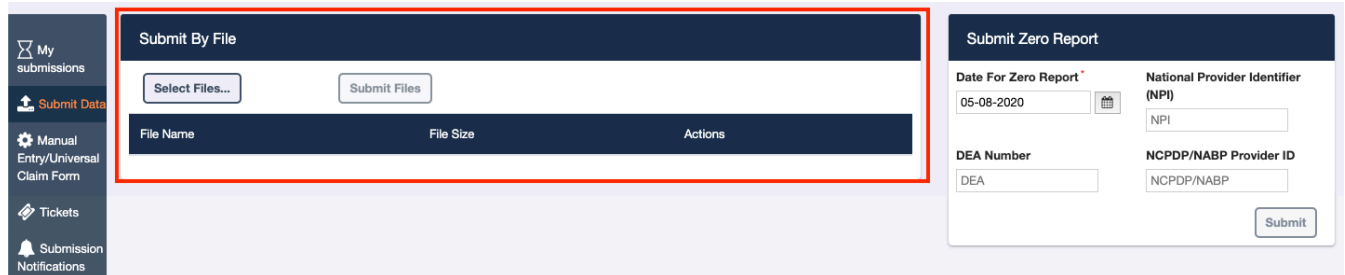 My
submissions
Submit Data
Manual
Entry/Universal
Claim Form
Tickets
Submission
Notifications
Submit By File
Select Files...
Submit Files
File Name File Size Actions
Submit Zero Report
Date For Zero Report*
05-08-2020
National Provider Identifier
(NPI)
NPI
DEA Number
DEA
NCPDP/NABP Provider ID
NCPDP/NABP
Submit